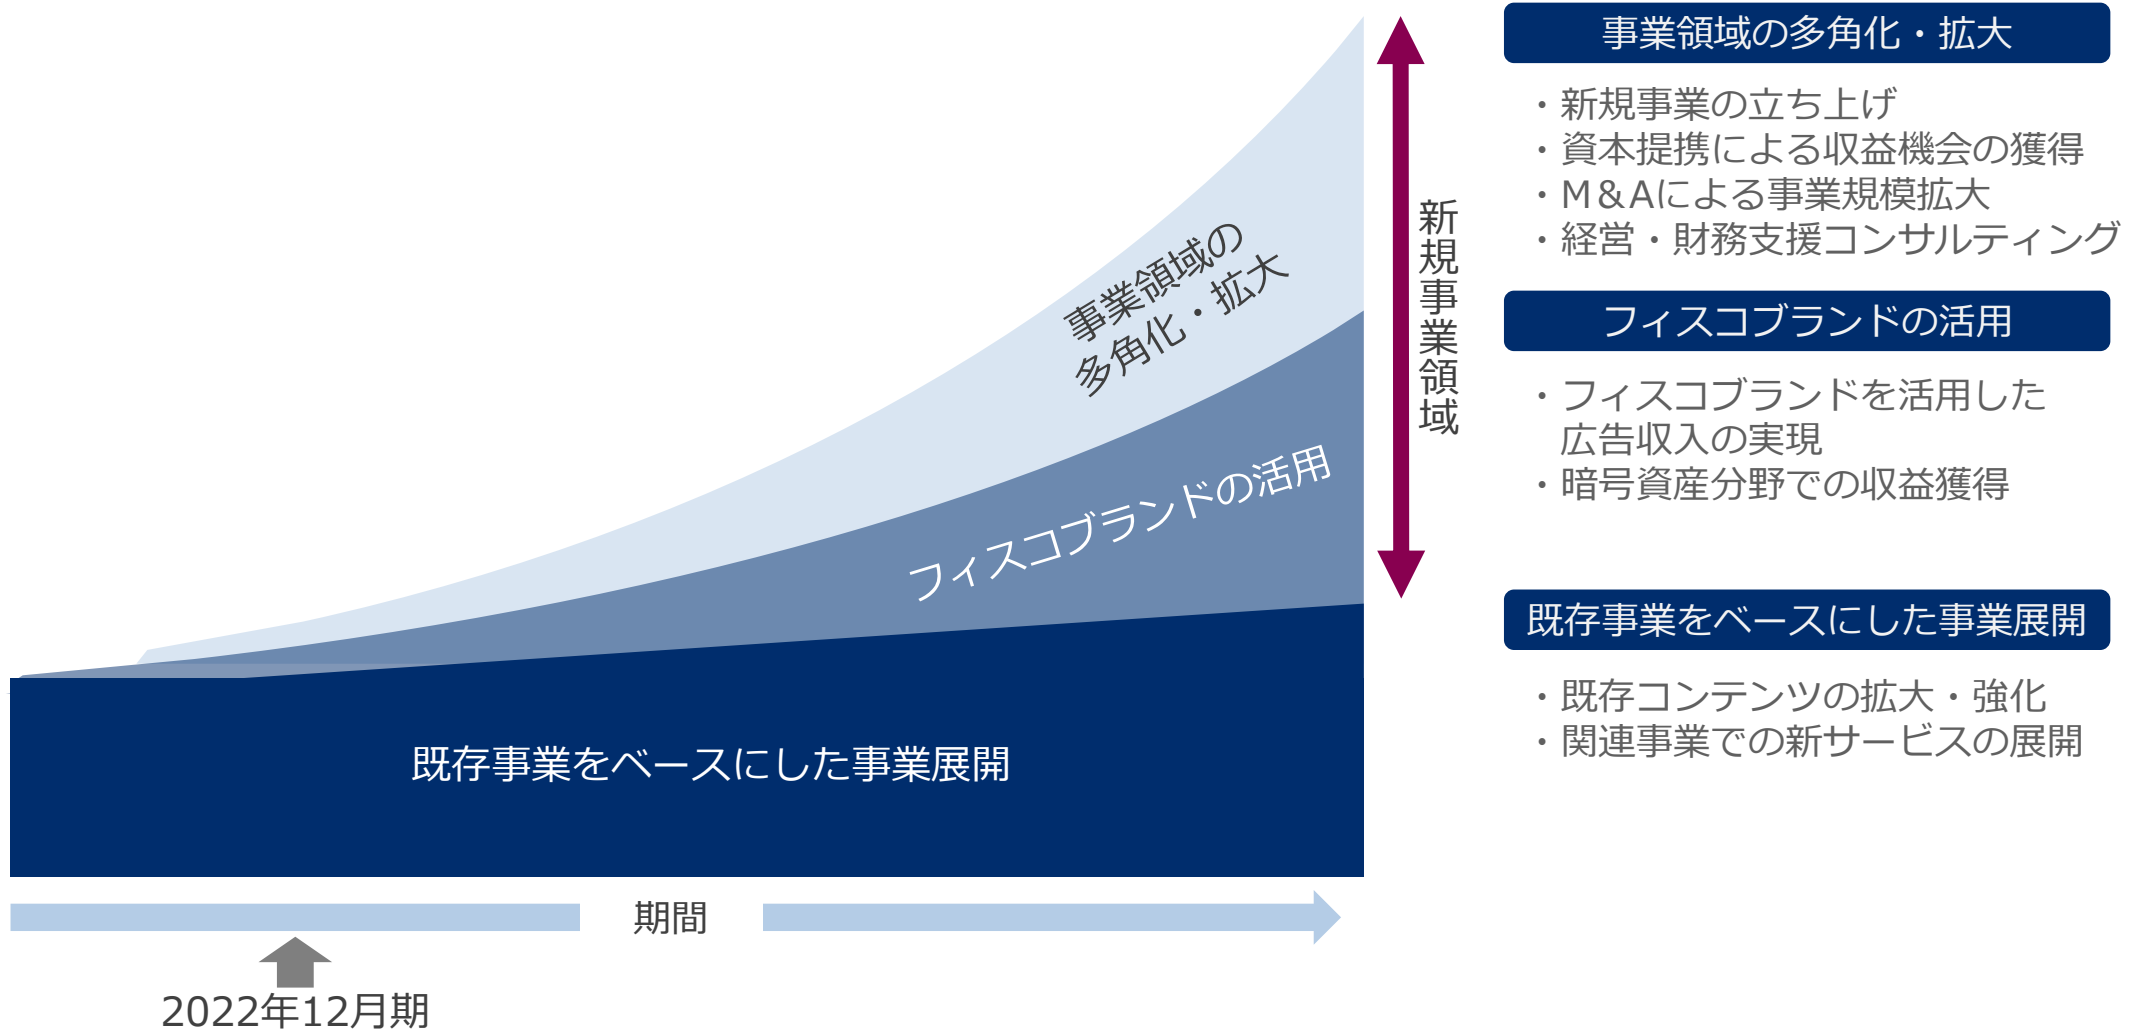 事業領域の
多角化・拡大
フィスコブランドの活用
既存事業をベースにした事業展開
新規事業領域
期間
2022年12月期
事業領域の多角化・拡大
・新規事業の立ち上げ
・資本提携による収益機会の獲得
・M&Aによる事業規模拡大
・経営・財務支援コンサルティング
フィスコブランドの活用
・フィスコブランドを活用した
広告収入の実現
・暗号資産分野での収益獲得
既存事業をベースにした事業展開
・既存コンテンツの拡大・強化
・関連事業での新サービスの展開